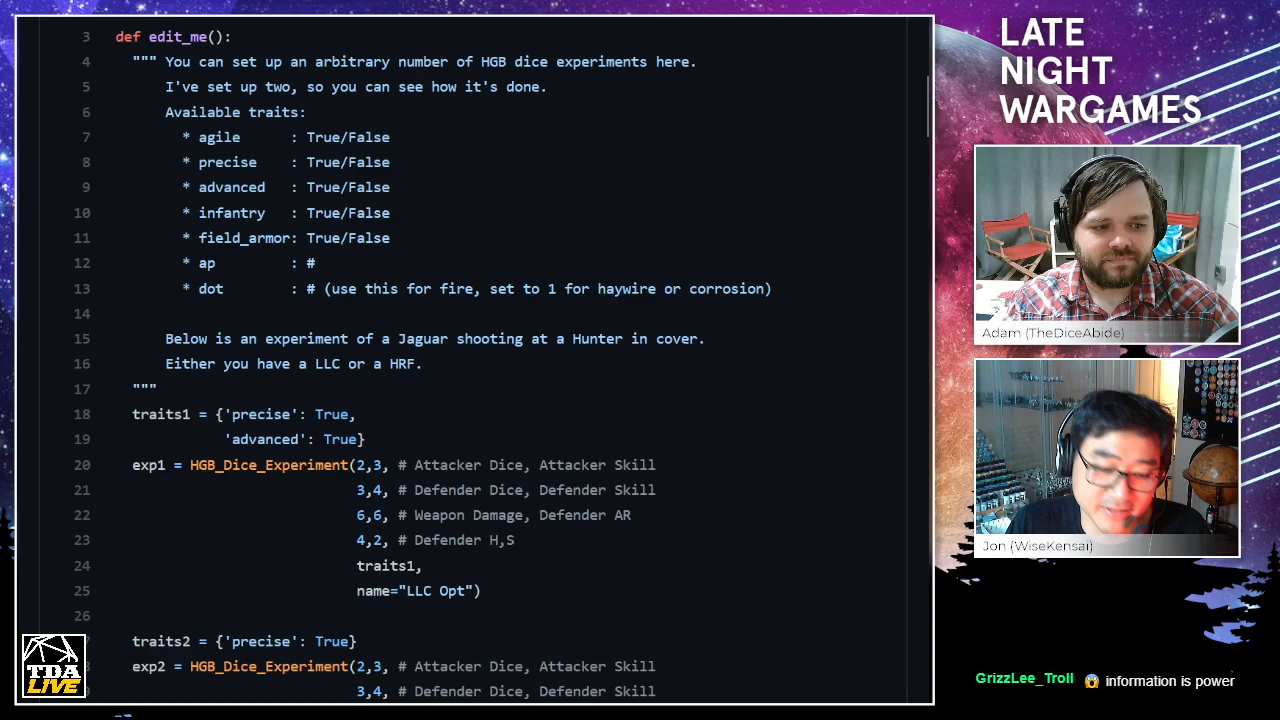 3 def edit_me():
4 """ You can set up an arbitrary number of HGB dice experiments here.
5 I've set up two, so you can see how it's done.
6 Available traits:
7 * agile : True/False
8 * precise : True/False
9 * advanced : True/False
10 * infantry : True/False
11 * field_armor: True/False
12 * ap : #
13 * dot : # (use this for fire, set to 1 for haywire or corrosion)
14
15 Below is an experiment of a Jaguar shooting at a Hunter in cover.
16 Either you have a LLC or a HRF.
17 """
18 traits1 = {'precise': True,
19 'advanced': True}
20 exp1 = HGB_Dice_Experiment(2,3, # Attacker Dice, Attacker Skill
21 3,4, # Defender Dice, Defender Skill
22 6,6, # Weapon Damage, Defender AR
23 4,2, # Defender H,S
24 traits1,
25 name="LLC Opt")
26
traits2 = {'precise': True}
8 exp2 = HGB_Dice_Experiment(2,3, # Attacker Dice, Attacker Skill
9 3,4, # Defender Dice, Defender Skill
TDA
LIVE
LATE
NIGHT
WARGAMES
Adam (TheDiceAbide)
Jon (WiseKensai)
GrizzLee_Troll 😱 information is power